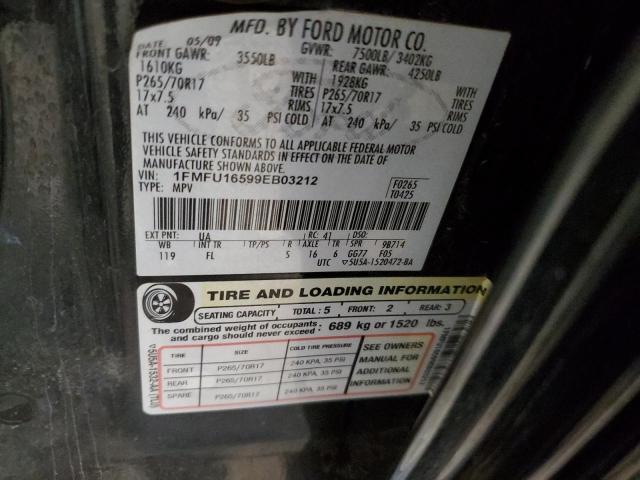 MFD. BY FORD MOTOR CO.
DATE 05/09 GVWR: 7500LB/ 3402KG
FRONT GAWR: 3550LB REAR GAWR: 4250LB
1610KG WITH 1928KG WITH
P265/70R17 TIRES P265/70R17 TIRES
17x7.5 RIMS 17x7.5 RIMS
AT 240 kPa/ 35 PSI COLD AT 240 kPa/ 35 PSI COLD
THIS VEHICLE CONFORMS TO ALL APPLICABLE FEDERAL MOTOR
VEHICLE SAFETY STANDARDS IN EFFECT ON THE DATE OF
MANUFACTURE SHOWN ABOVE.
VIN: 1FMFU16599EB03212 F0265
TYPE: MPV T0425
EXT PNT: UA RC: 41 DSO:
WB INT TR TP/PS R AXLE TR SPR 9B714
119 FL 5 16 6 GG77 F05
UTC ▽5U5A-1520472-BA
TIRE AND LOADING INFORMATION
SEATING CAPACITY TOTAL: 5 FRONT: 2 REAR: 3
The combined weight of occupants and cargo should never exceed: 689 kg or 1520 lbs.
TIRE SIZE COLD TIRE PRESSURE
FRONT P265/70R17 240 KPA, 35 PSI
REAR P265/70R17 240 KPA, 35 PSI
SPARE P265/70R17 240 KPA, 35 PSI
SEE OWNERS
MANUAL FOR
ADDITIONAL
INFORMATION